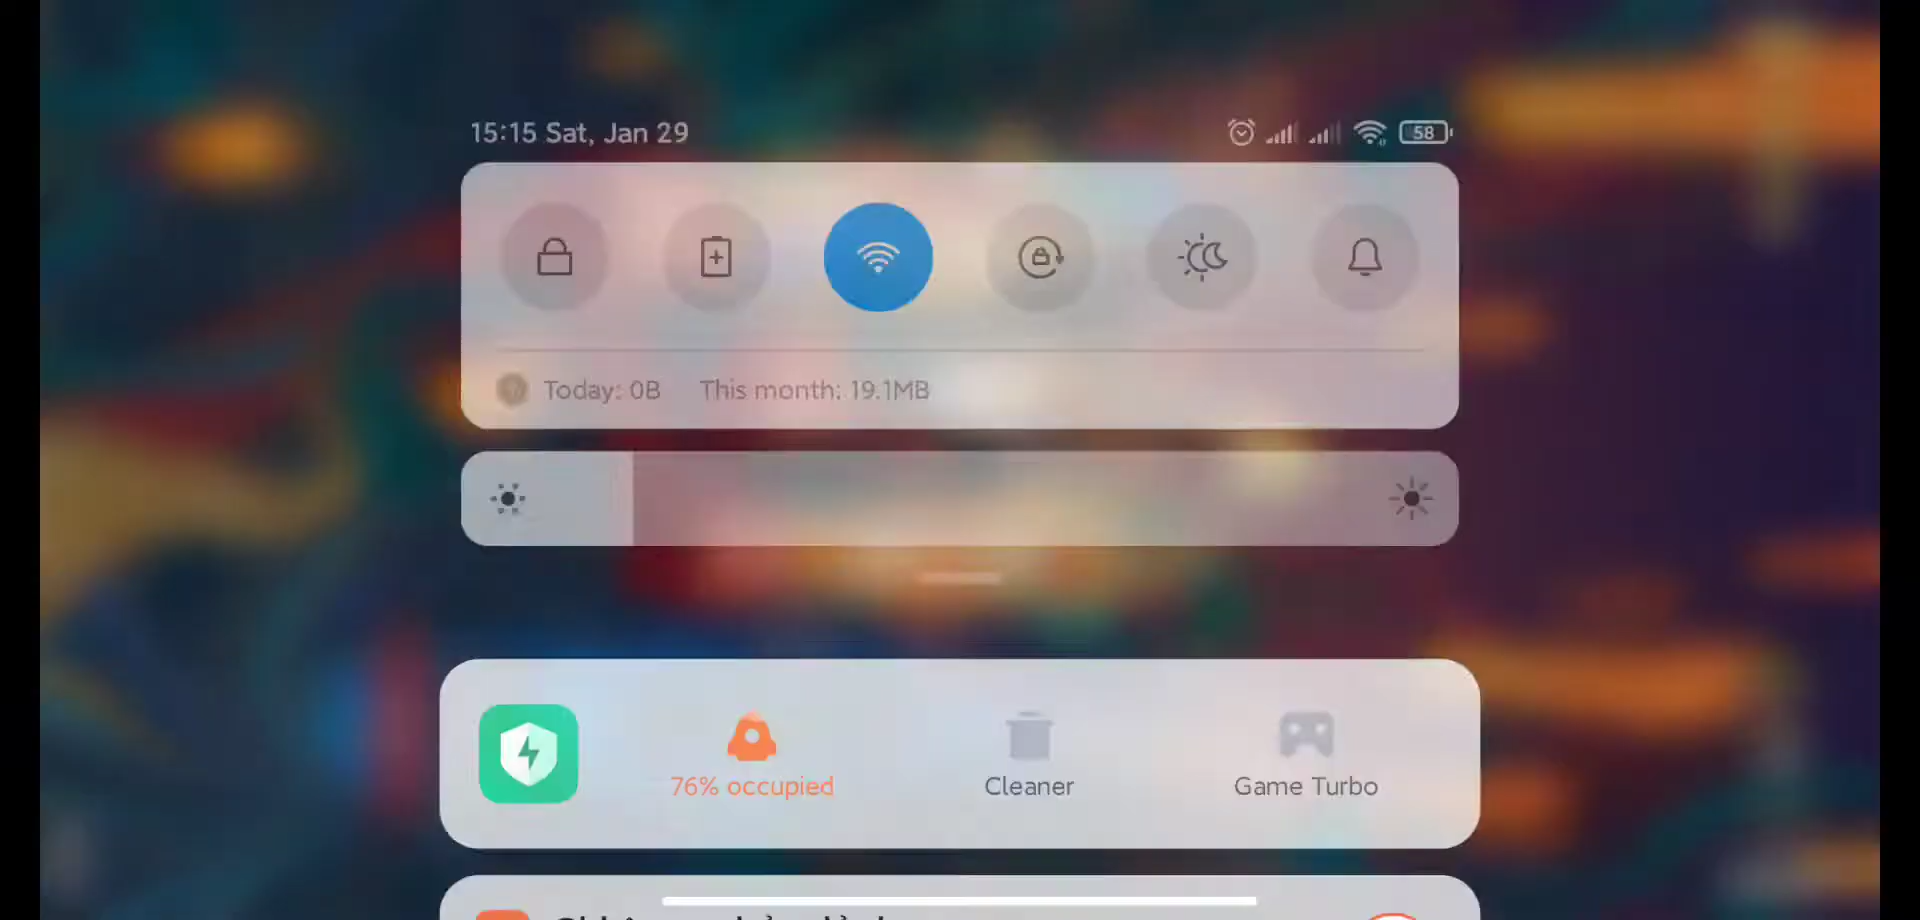 15:15 Sat, Jan 29
58
Today: 0B This month: 19.1MB
76% occupied
Cleaner
Game Turbo